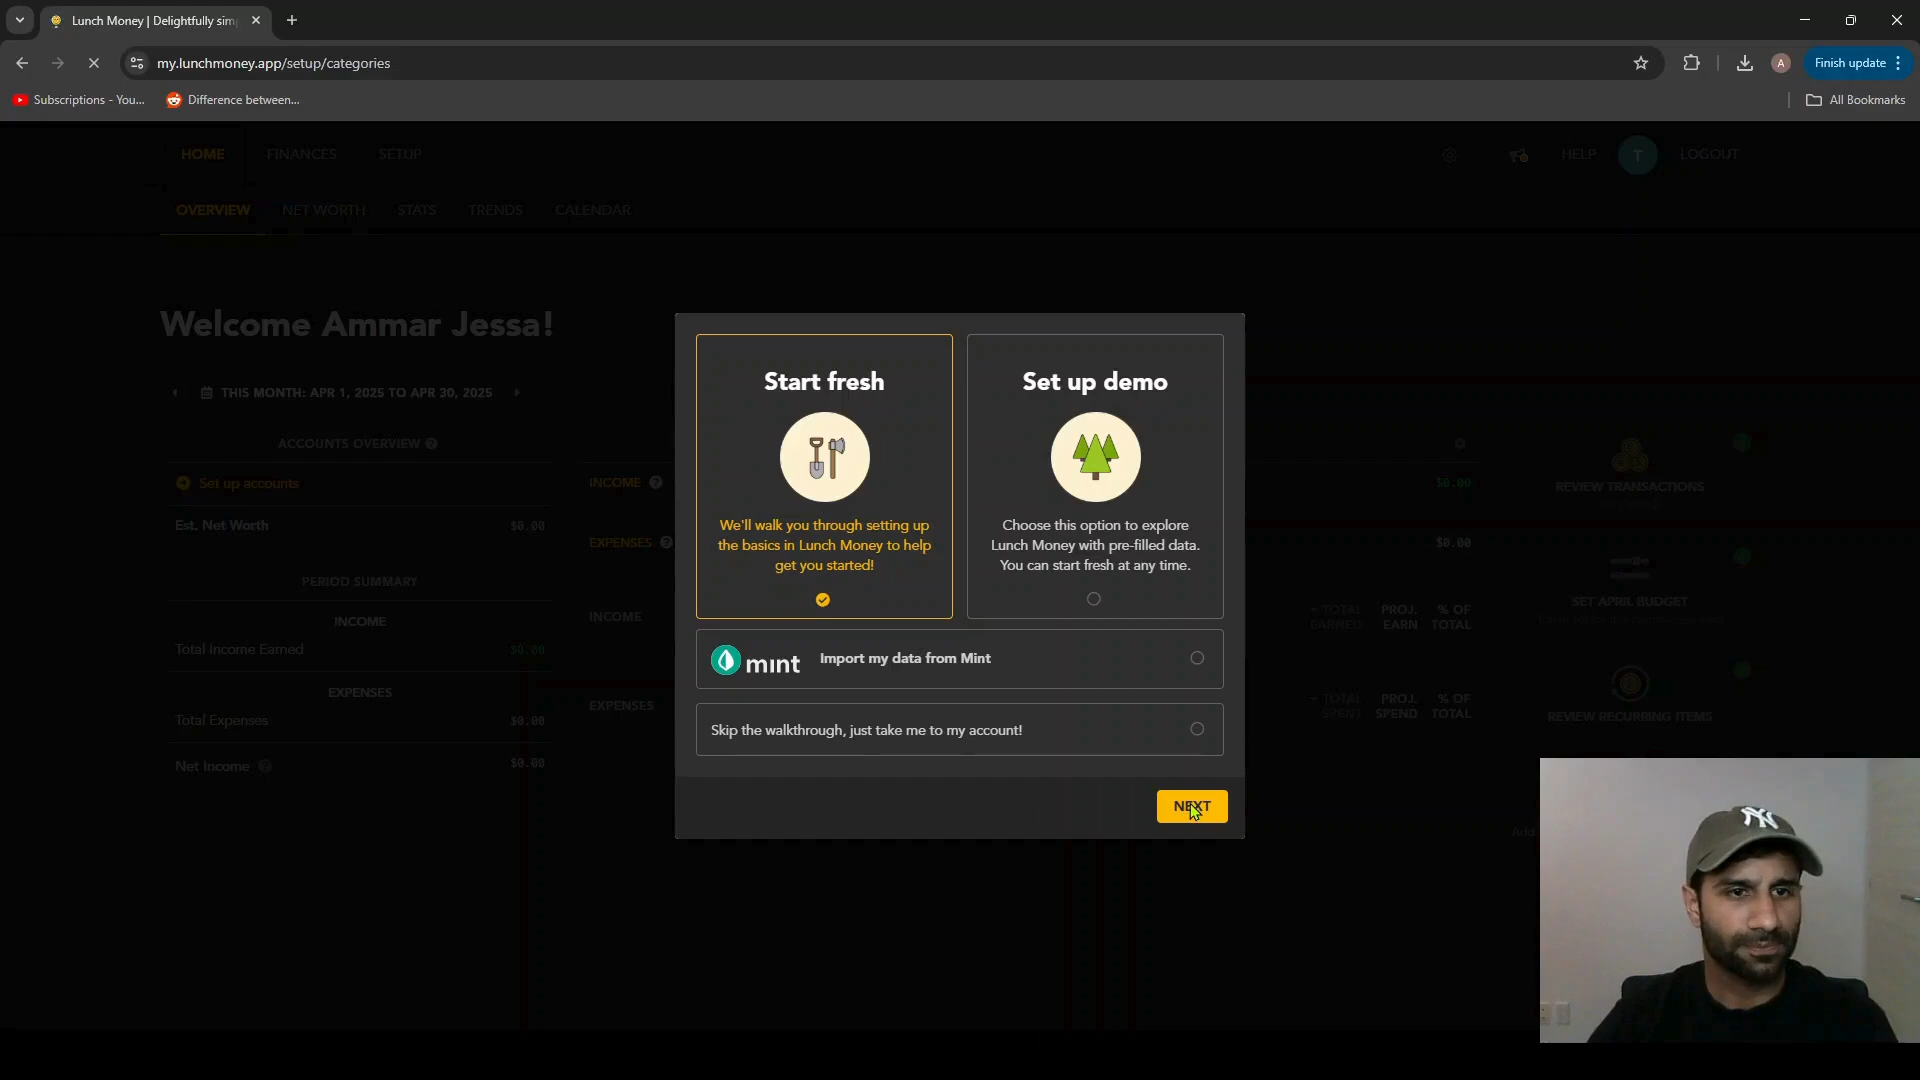 Lunch Money | Delightfully sim
my.lunchmoney.app/setup/categories
Finish update
Subscriptions - You...
Difference between...
All Bookmarks
HOME
FINANCES
SETUP
HELP
T
LOGOUT
OVERVIEW
NET WORTH
STATS
TRENDS
CALENDAR
Welcome Ammar Jessa!
THIS MONTH: APR 1, 2025 TO APR 30, 2025
ACCOUNTS OVERVIEW
Set up accounts
Est. Net Worth $0.00
PERIOD SUMMARY
INCOME
Total Income Earned $0.00
EXPENSES
Total Expenses $0.00
Net Income $0.00
INCOME
EXPENSES
INCOME
EXPENSES
Start fresh
We'll walk you through setting up
the basics in Lunch Money to help
get you started!
Set up demo
Choose this option to explore
Lunch Money with pre-filled data.
You can start fresh at any time.
mint
Import my data from Mint
Skip the walkthrough, just take me to my account!
NEXT
$0.00
$0.00
TOTAL EARNED
PROJ. EARN
% OF TOTAL
TOTAL SPENT
PROJ. SPEND
% OF TOTAL
REVIEW TRANSACTIONS
SET APRIL BUDGET
REVIEW RECURRING ITEMS
Add
A
NY